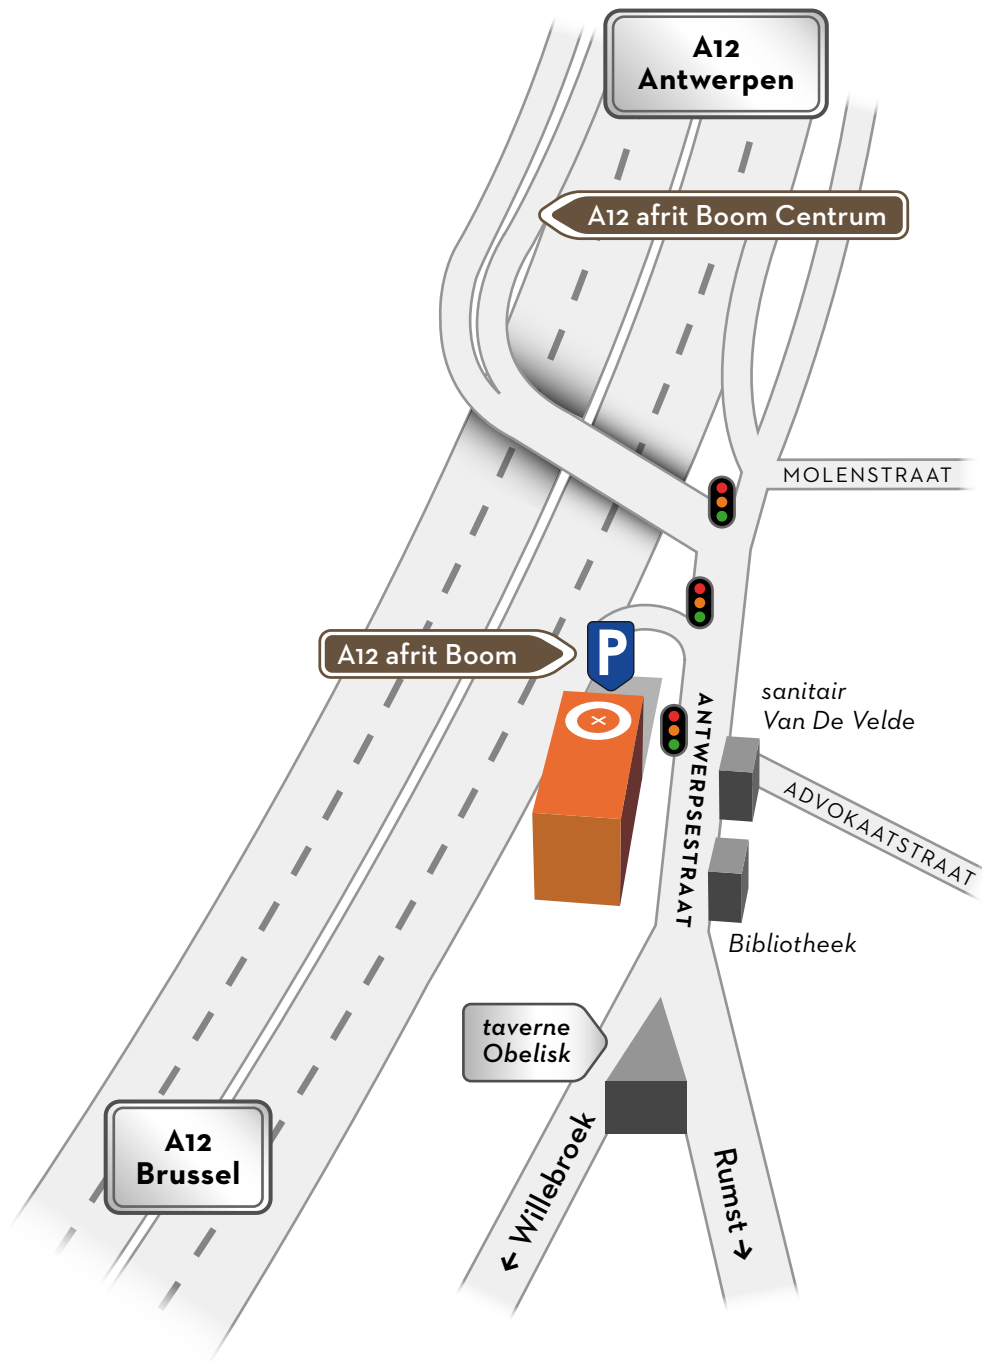 A12
Antwerpen
A12 afrit Boom Centrum
MOLENSTRAAT
A12 afrit Boom
P
sanitair
Van De Velde
ANTWERPSESTRAAT
ADVOKAATSTRAAT
Bibliotheek
taverne
Obelisk
A12
Brussel
← Willebroek
Rumst →